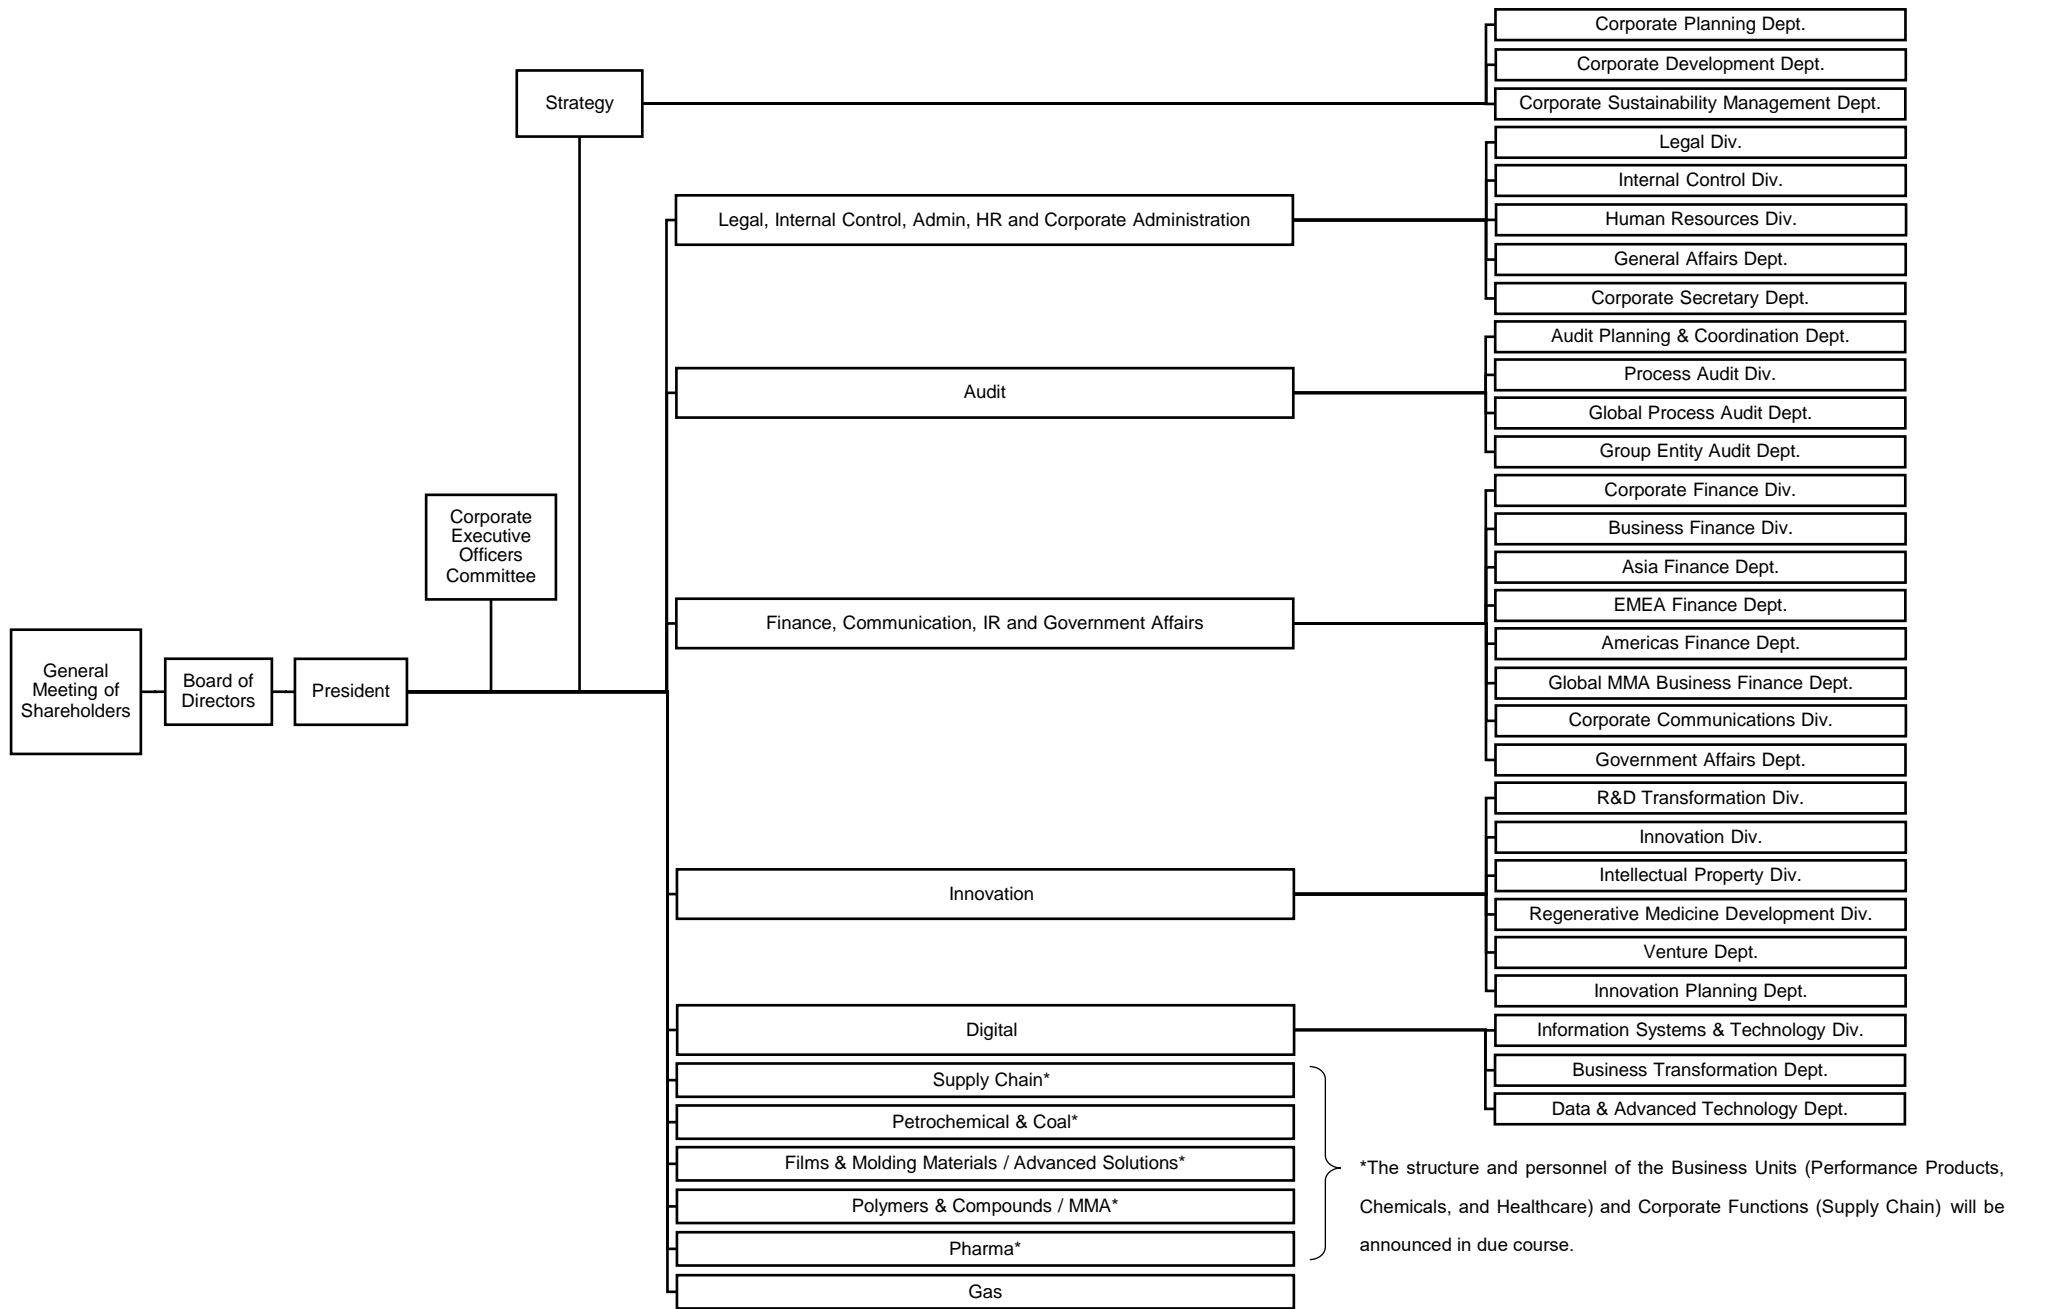 General
Meeting of
Shareholders
Board of
Directors
President
Corporate
Executive
Officers
Committee
Strategy
Corporate Planning Dept.
Corporate Development Dept.
Corporate Sustainability Management Dept.
Legal, Internal Control, Admin, HR and Corporate Administration
Legal Div.
Internal Control Div.
Human Resources Div.
General Affairs Dept.
Corporate Secretary Dept.
Audit
Audit Planning & Coordination Dept.
Process Audit Div.
Global Process Audit Dept.
Group Entity Audit Dept.
Finance, Communication, IR and Government Affairs
Corporate Finance Div.
Business Finance Div.
Asia Finance Dept.
EMEA Finance Dept.
Americas Finance Dept.
Global MMA Business Finance Dept.
Corporate Communications Div.
Government Affairs Dept.
Innovation
R&D Transformation Div.
Innovation Div.
Intellectual Property Div.
Regenerative Medicine Development Div.
Venture Dept.
Innovation Planning Dept.
Digital
Information Systems & Technology Div.
Business Transformation Dept.
Data & Advanced Technology Dept.
Supply Chain*
Petrochemical & Coal*
Films & Molding Materials / Advanced Solutions*
Polymers & Compounds / MMA*
Pharma*
Gas
*The structure and personnel of the Business Units (Performance Products,
Chemicals, and Healthcare) and Corporate Functions (Supply Chain) will be
announced in due course.